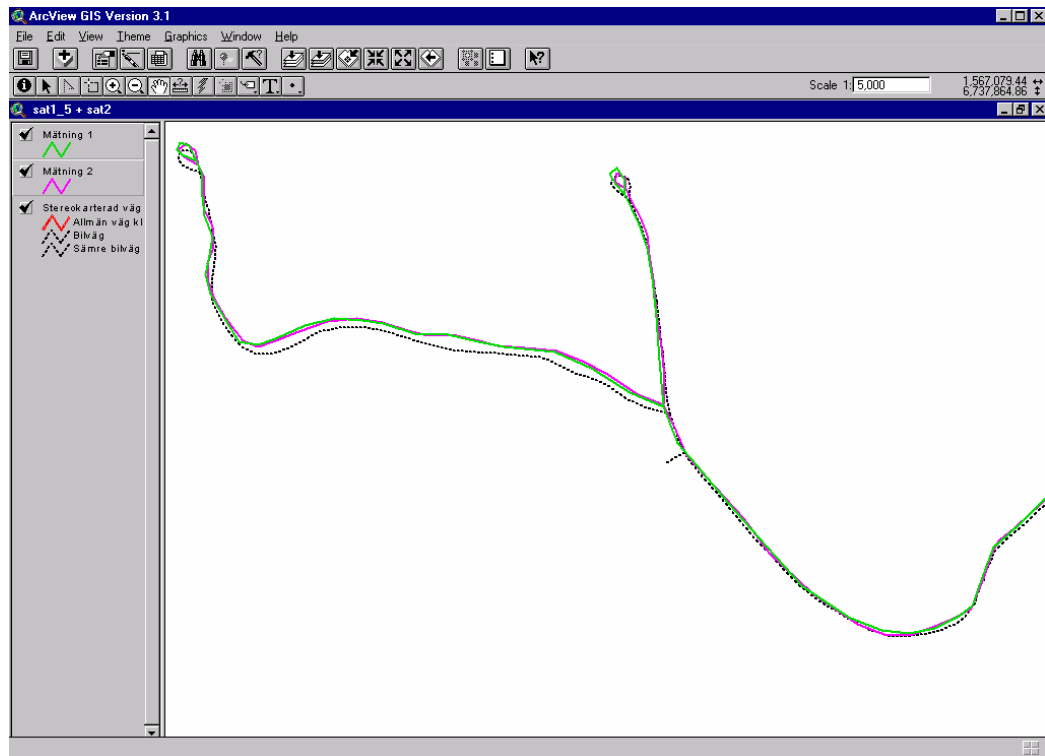 ArcView GIS Version 3.1
File Edit View Theme Graphics Window Help
Scale 1: 5,000
1,567,079.44
6,737,864.86
sat1_5 + sat2
Mätning 1
Mätning 2
Stereokarterad väg
Allmän väg kl
Bilväg
Sämre bilväg